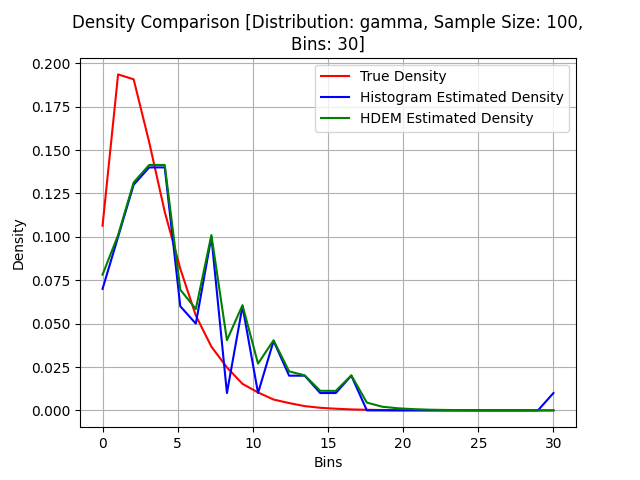 Density Comparison [Distribution: gamma, Sample Size: 100,
Bins: 30]
True Density
Histogram Estimated Density
HDEM Estimated Density
Density
0.200
0.175
0.150
0.125
0.100
0.075
0.050
0.025
0.000
0 5 10 15 20 25 30
Bins